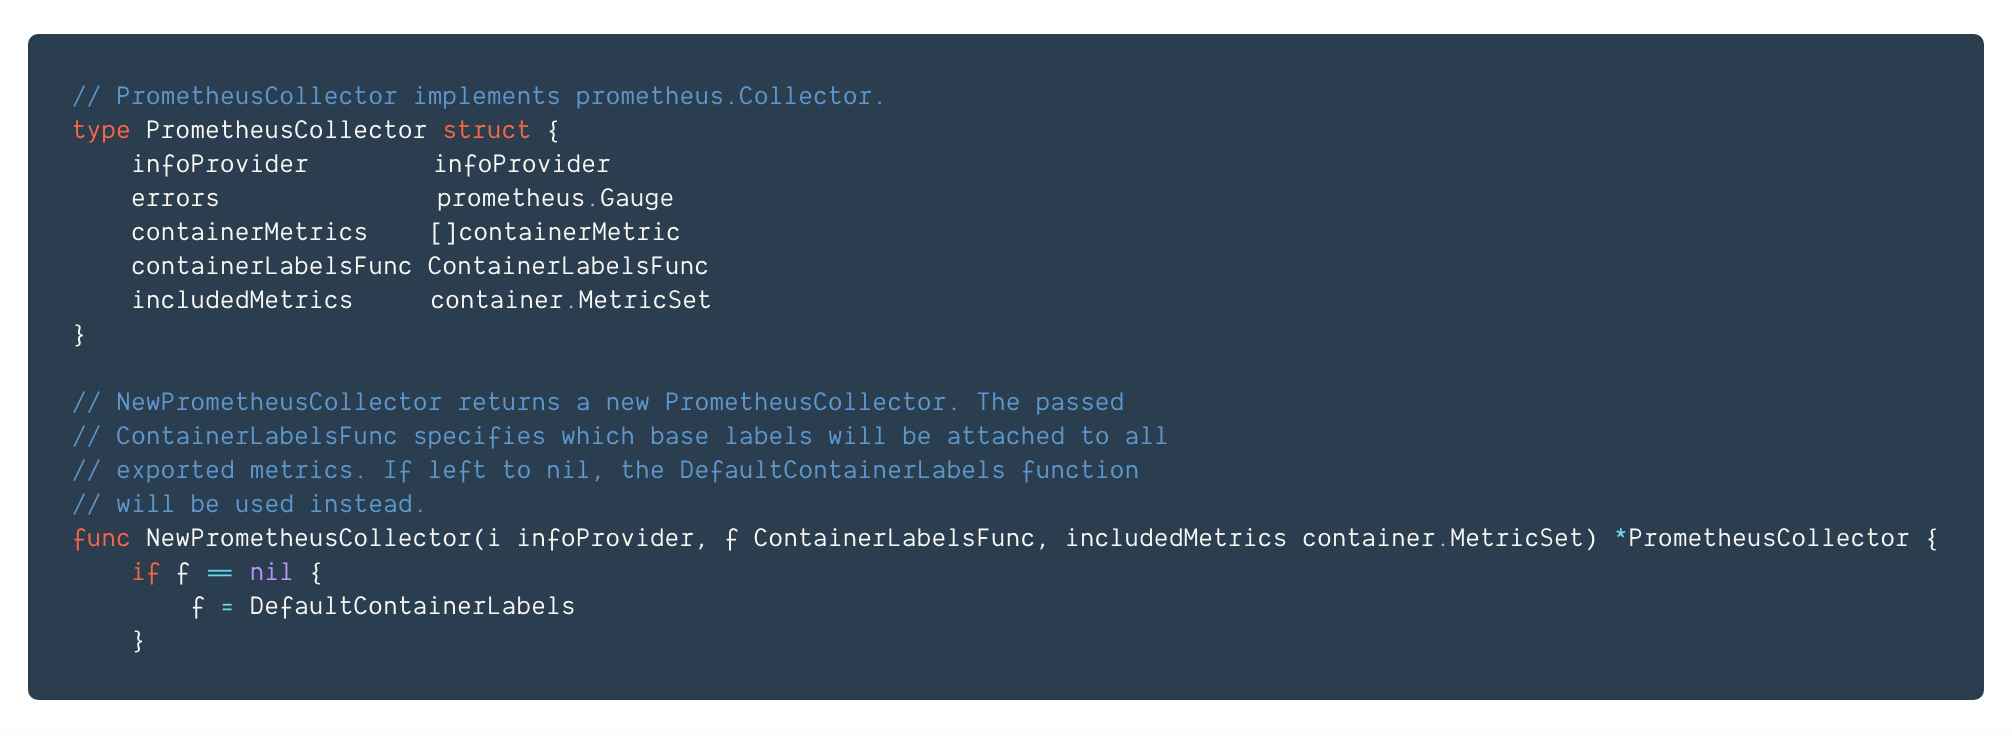 // PrometheusCollector implements prometheus.Collector.
type PrometheusCollector struct {
    infoProvider        infoProvider
    errors              prometheus.Gauge
    containerMetrics    []containerMetric
    containerLabelsFunc ContainerLabelsFunc
    includedMetrics     container.MetricSet
}

// NewPrometheusCollector returns a new PrometheusCollector. The passed
// ContainerLabelsFunc specifies which base labels will be attached to all
// exported metrics. If left to nil, the DefaultContainerLabels function
// will be used instead.
func NewPrometheusCollector(i infoProvider, f ContainerLabelsFunc, includedMetrics container.MetricSet) *PrometheusCollector {
    if f == nil {
        f = DefaultContainerLabels
    }